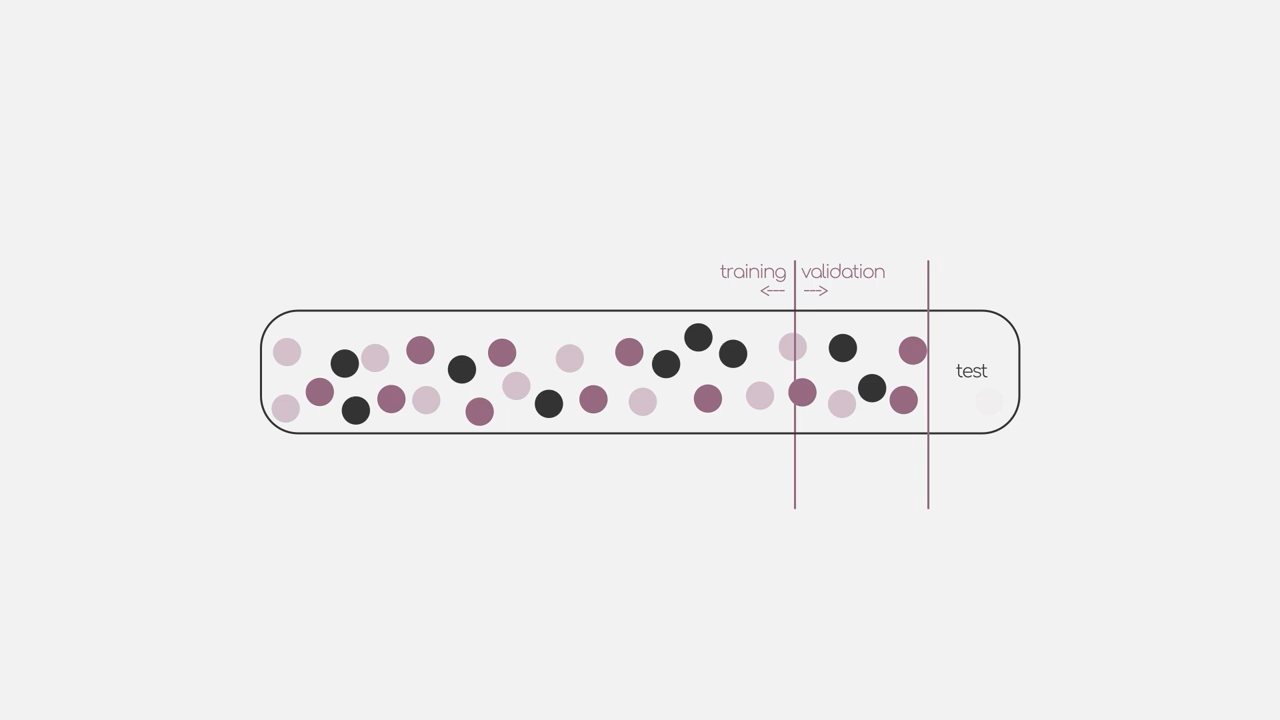 training validation
<--- --->
test